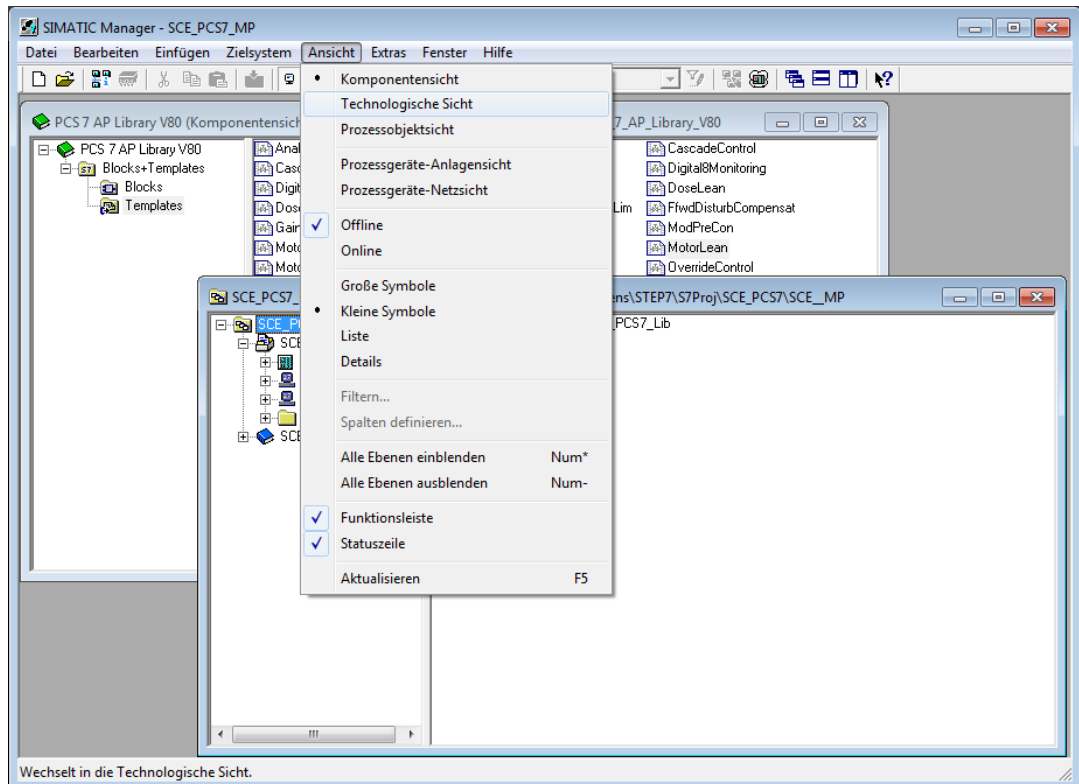 SIMATIC Manager - SCE_PCS7_MP
Datei Bearbeiten Einfügen Zielsystem Ansicht Extras Fenster Hilfe
PCS 7 AP Library V80 (Komponentensich
7_AP_Library_V80
PCS 7 AP Library V80
Blocks+Templates
Blocks
Templates
CascadeControl
Digital8Monitoring
DoseLean
Lim
FfwdDisturbCompensat
ModPreCon
MotorLean
OverrideControl
Komponentensicht
Technologische Sicht
Prozessobjektsicht
Prozessgeräte-Anlagensicht
Prozessgeräte-Netzsicht
Offline
Online
Große Symbole
Kleine Symbole
Liste
Details
Filtern...
Spalten definieren...
Alle Ebenen einblenden Num*
Alle Ebenen ausblenden Num-
Funktionsleiste
Statuszeile
Aktualisieren F5
SCE_PCS7_
ens\STEP7\S7Proj\SCE_PCS7\SCE__MP
_PCS7_Lib
Wechselt in die Technologische Sicht.